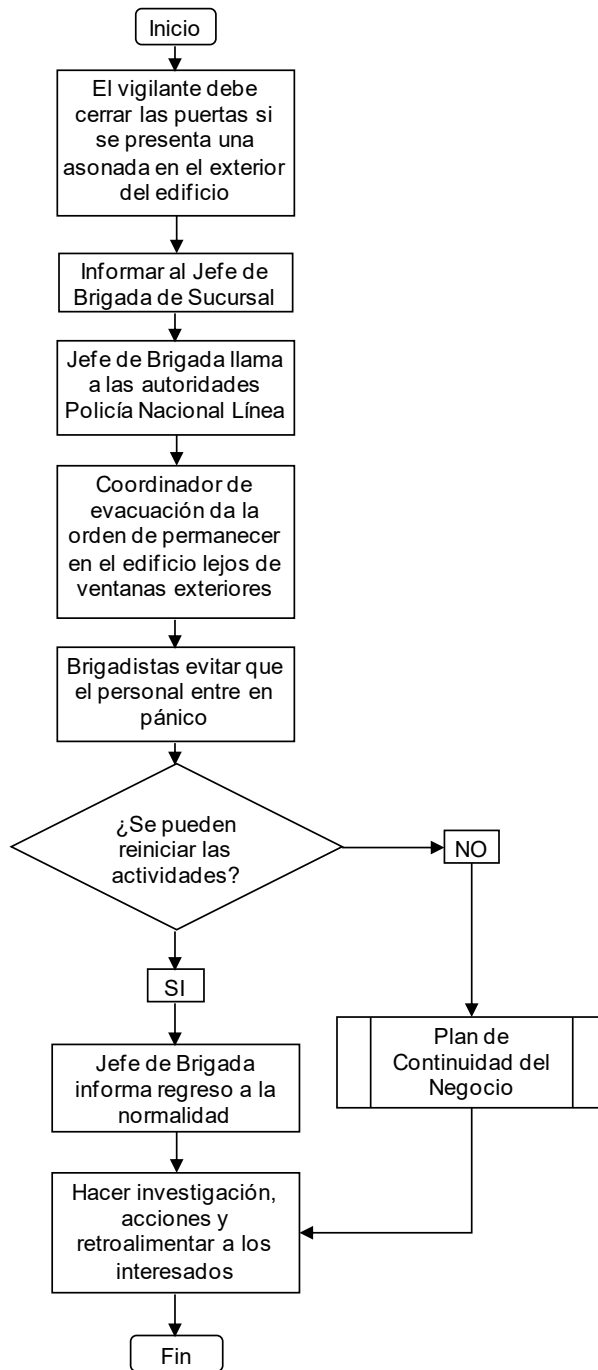 Inicio
El vigilante debe
cerrar las puertas si
se presenta una
asonada en el exterior
del edificio
Informar al Jefe de
Brigada de Sucursal
Jefe de Brigada llama
a las autoridades
Policía Nacional Línea
Coordinador de
evacuación da la
orden de permanecer
en el edificio lejos de
ventanas exteriores
Brigadistas evitar que
el personal entre en
pánico
¿Se pueden
reiniciar las
actividades?
NO
SI
Plan de
Continuidad del
Negocio
Jefe de Brigada
informa regreso a la
normalidad
Hacer investigación,
acciones y
retroalimentar a los
interesados
Fin